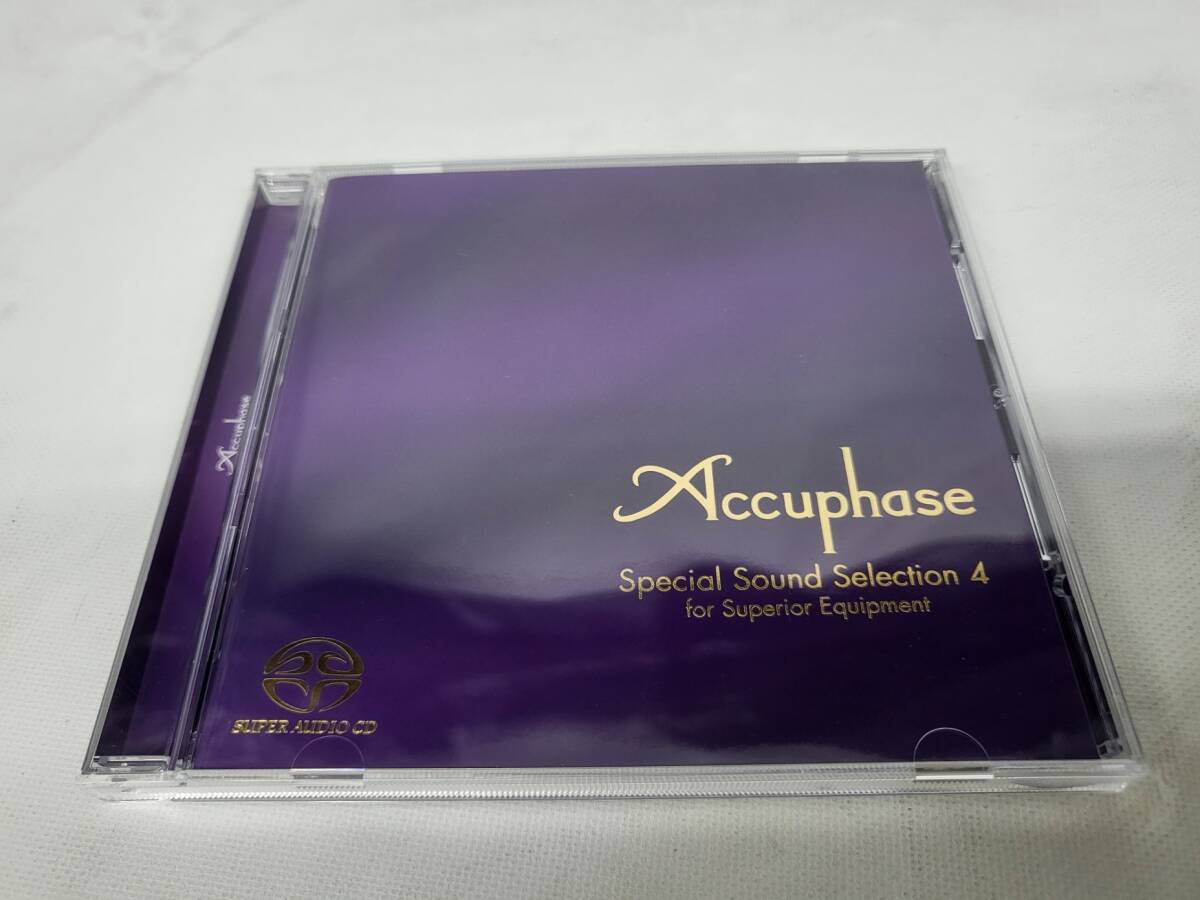 Accuphase
Accuphase
Special Sound Selection 4
for Superior Equipment
SUPER AUDIO CD